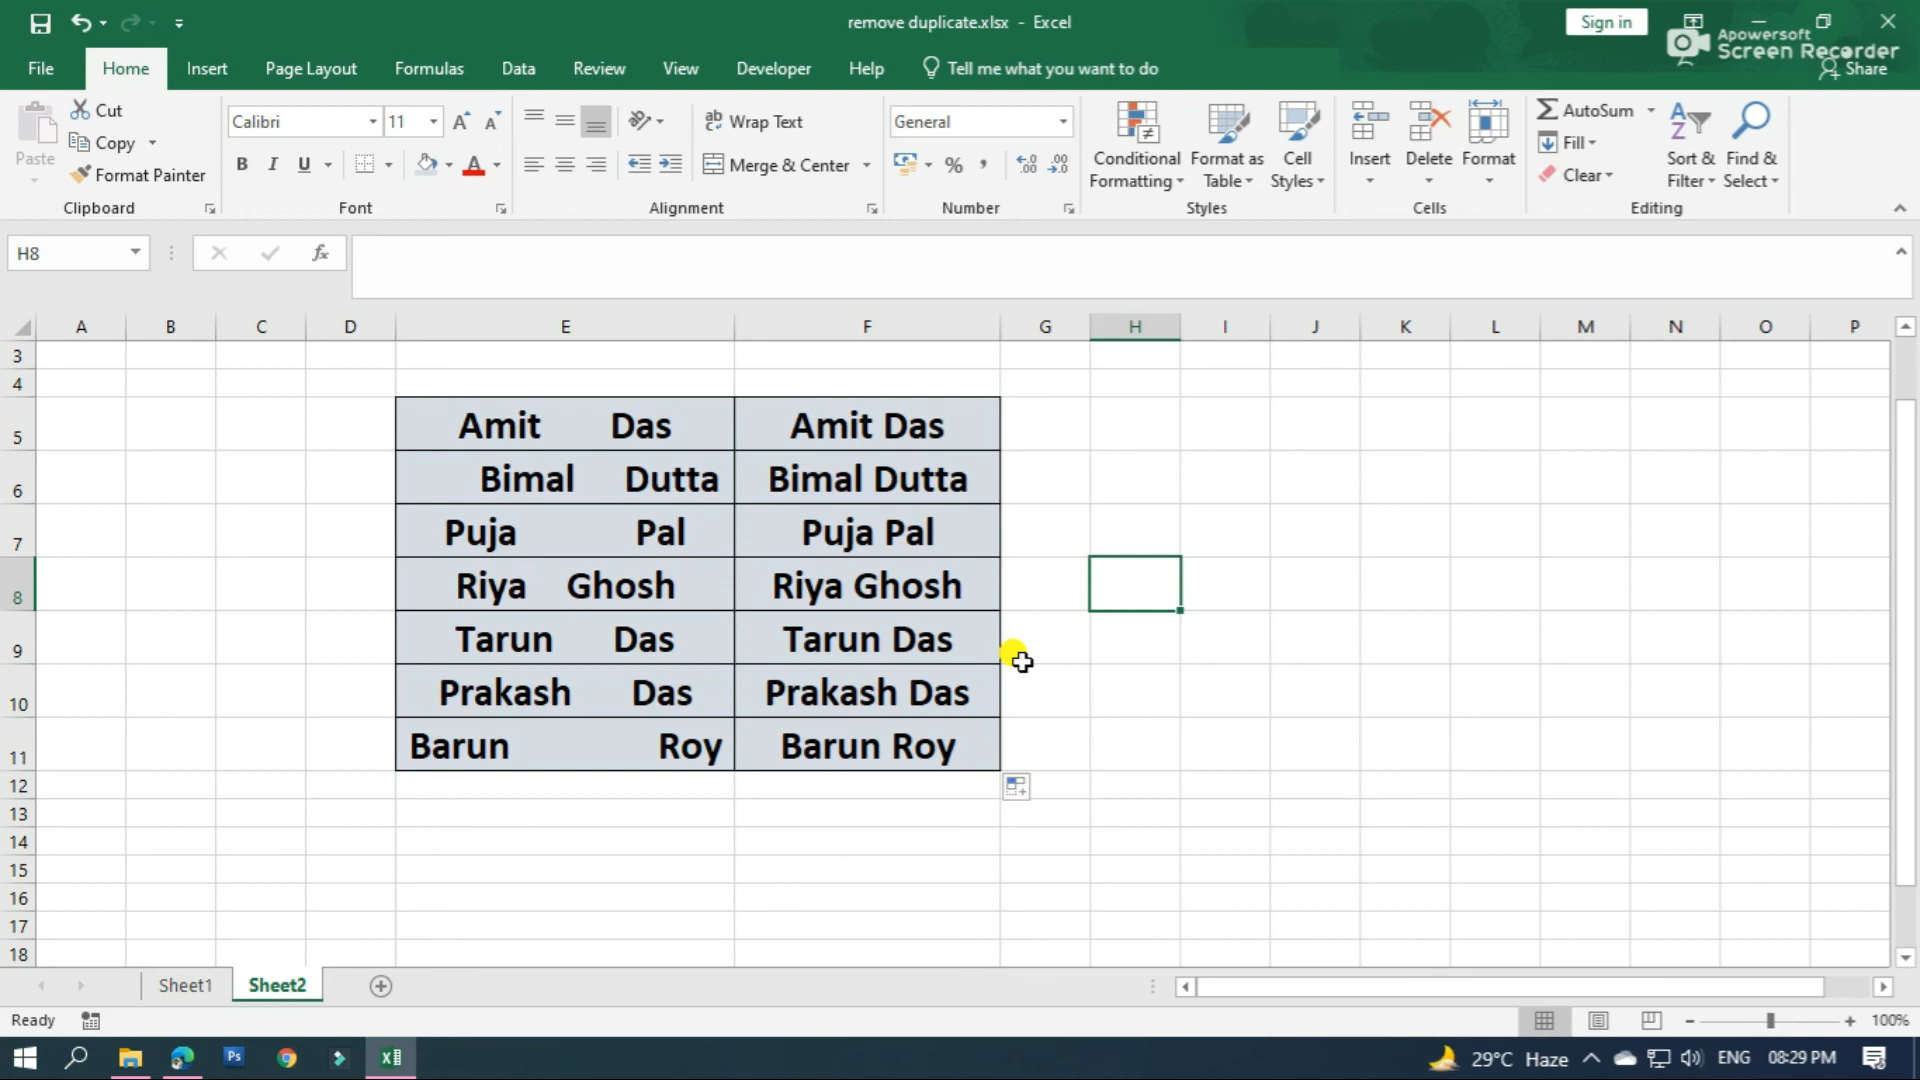 remove duplicate.xlsx - Excel
Sign in
Apowersoft
Screen Recorder
File Home Insert Page Layout Formulas Data Review View Developer Help Tell me what you want to do Share
Paste
Cut
Copy
Format Painter
Clipboard
Calibri 11
B I U A
Font
ab Wrap Text
Merge & Center
Alignment
General
% ,
Number
Conditional Formatting
Format as Table
Cell Styles
Styles
Insert Delete Format
Cells
AutoSum
Fill
Clear
Sort & Filter
Find & Select
Editing
H8 fx
A B C D E F G H I J K L M N O P
3
4
5 Amit Das Amit Das
6 Bimal Dutta Bimal Dutta
7 Puja Pal Puja Pal
8 Riya Ghosh Riya Ghosh
9 Tarun Das Tarun Das
10 Prakash Das Prakash Das
11 Barun Roy Barun Roy
12
13
14
15
16
17
18
Sheet1 Sheet2
Ready 100%
Ps 29°C Haze ENG 08:29 PM